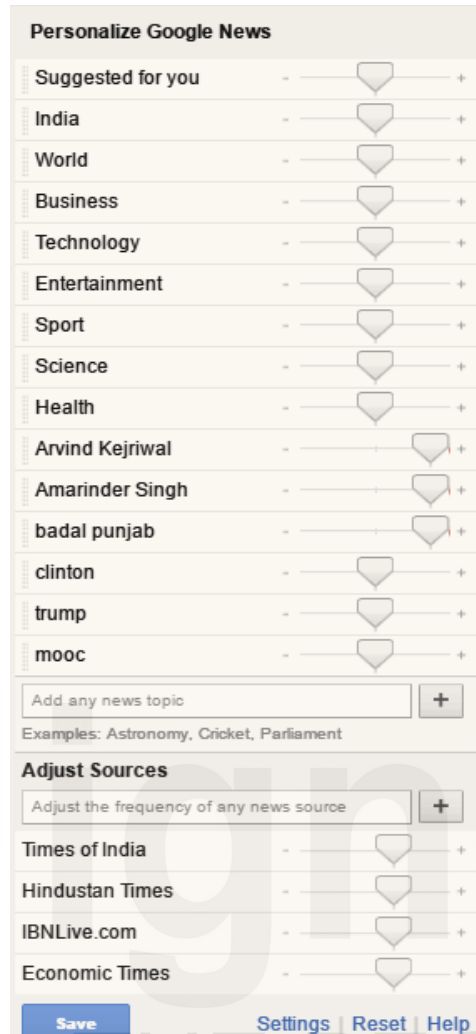 Personalize Google News
Suggested for you - +
India - +
World - +
Business - +
Technology - +
Entertainment - +
Sport - +
Science - +
Health - +
Arvind Kejriwal - +
Amarinder Singh - +
badal punjab - +
clinton - +
trump - +
mooc - +
Add any news topic +
Examples: Astronomy, Cricket, Parliament
Adjust Sources
Adjust the frequency of any news source +
Times of India - +
Hindustan Times - +
IBNLive.com - +
Economic Times - +
Save Settings | Reset | Help
ign